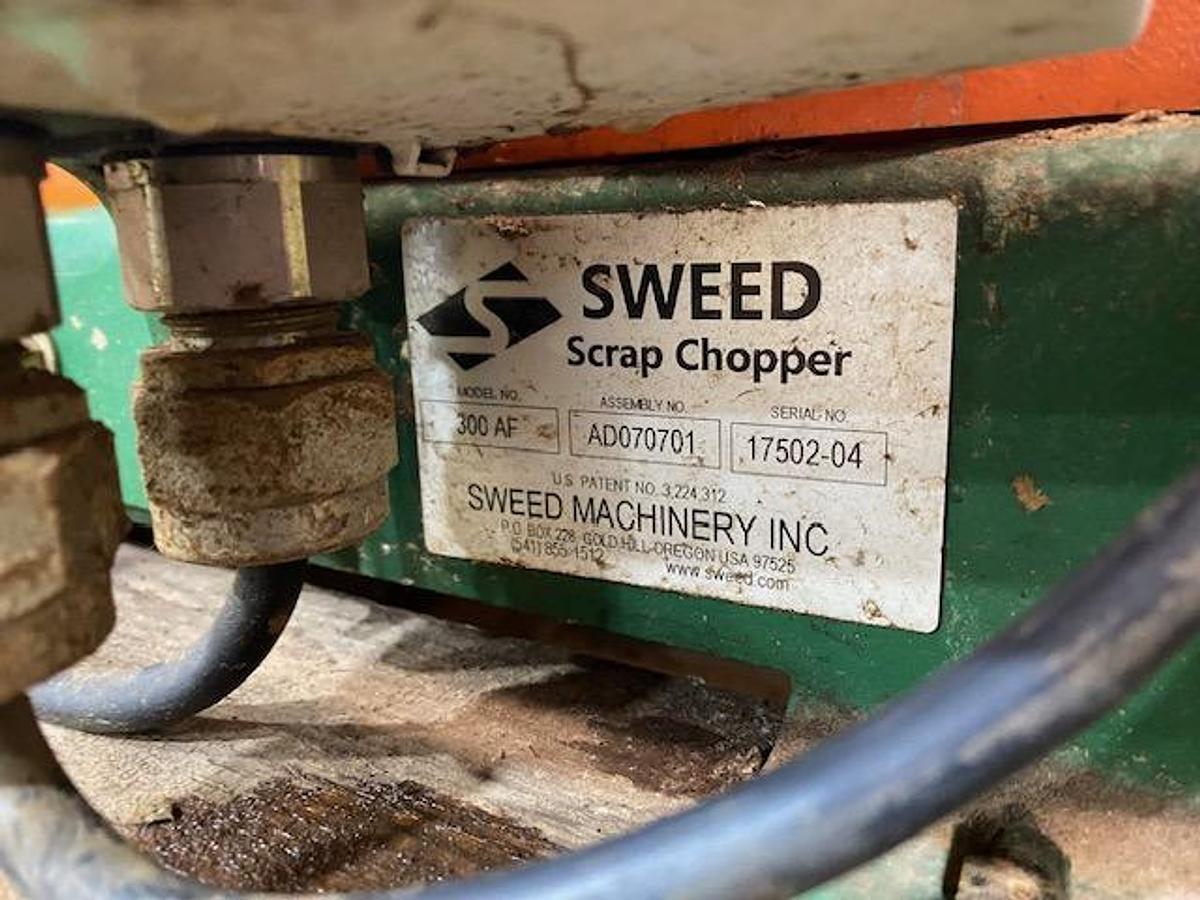 SWEED
Scrap Chopper
MODEL NO. ASSEMBLY NO. SERIAL NO.
300 AF AD070701 17502-04
U.S. PATENT NO. 3,224,312
SWEED MACHINERY INC
P.O. BOX 228 GOLD HILL OREGON USA 97525
(541) 855-1512
www.sweed.com